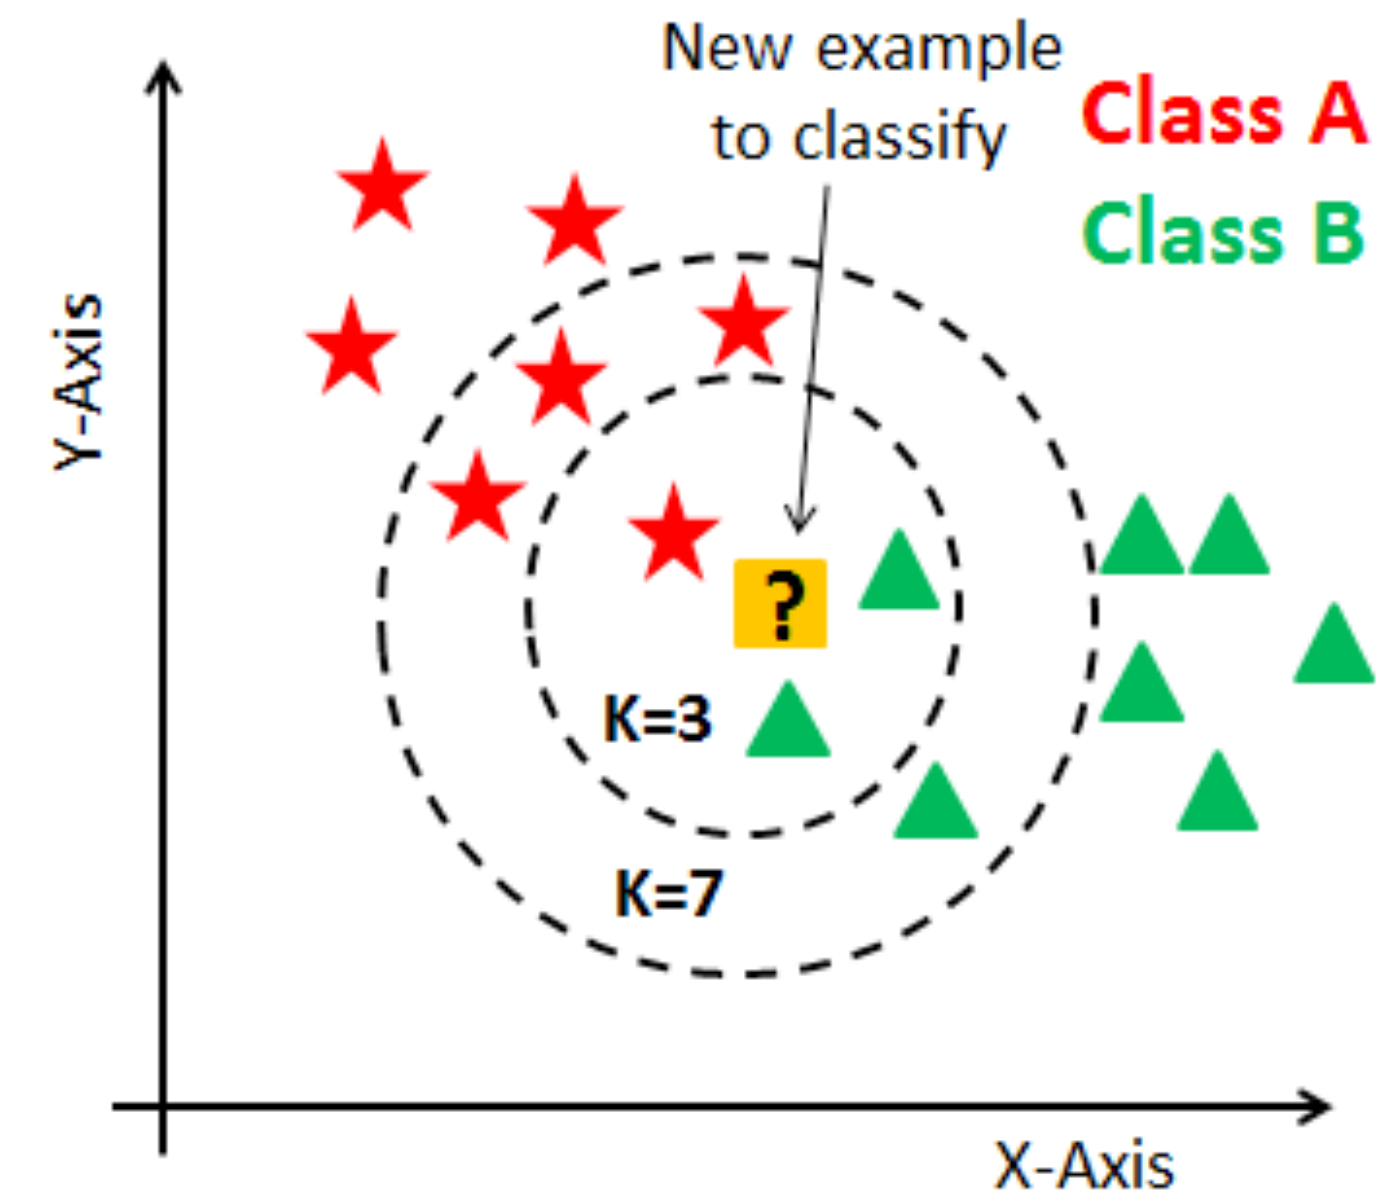 New example
to classify
Class A
Class B
Y-Axis
?
K=3
K=7
X-Axis